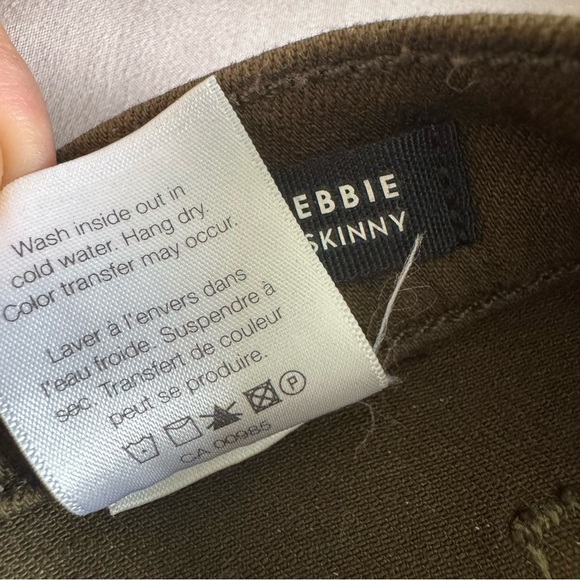 Wash inside out in
cold water. Hang dry.
Color transfer may occur.
Laver à l'envers dans
l'eau froide. Suspendre à
sec. Transfert de couleur
peut se produire.
P
CA 00985
EBBIE
SKINNY